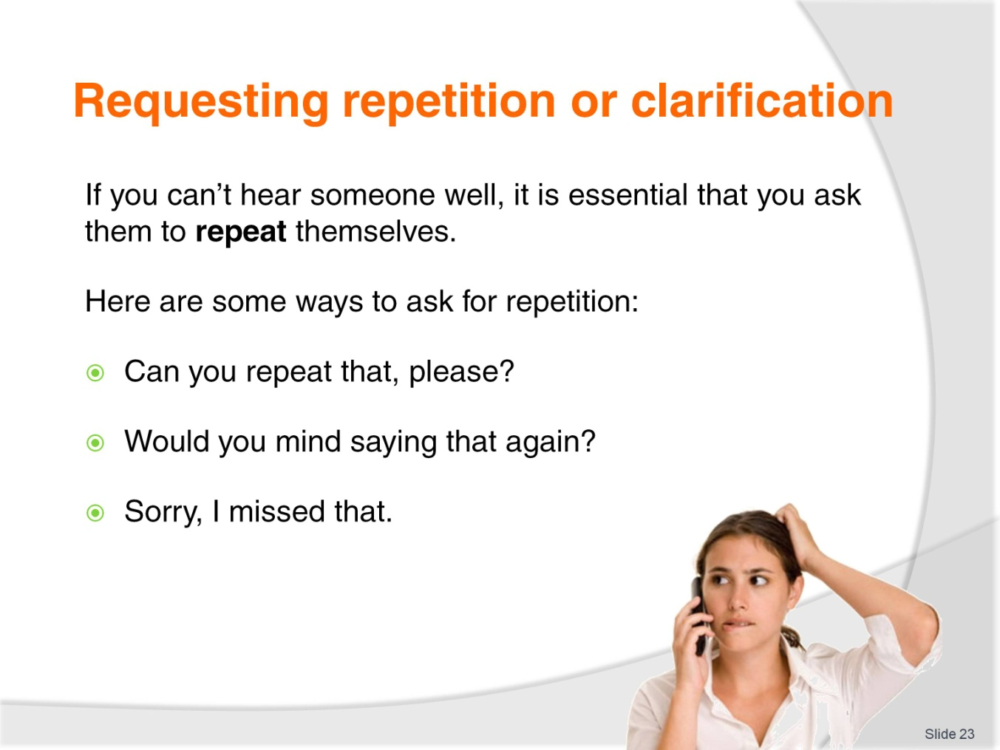 Requesting repetition or clarification
If you can’t hear someone well, it is essential that you ask
them to repeat themselves.
Here are some ways to ask for repetition:
Can you repeat that, please?
Would you mind saying that again?
Sorry, I missed that.
Slide 23